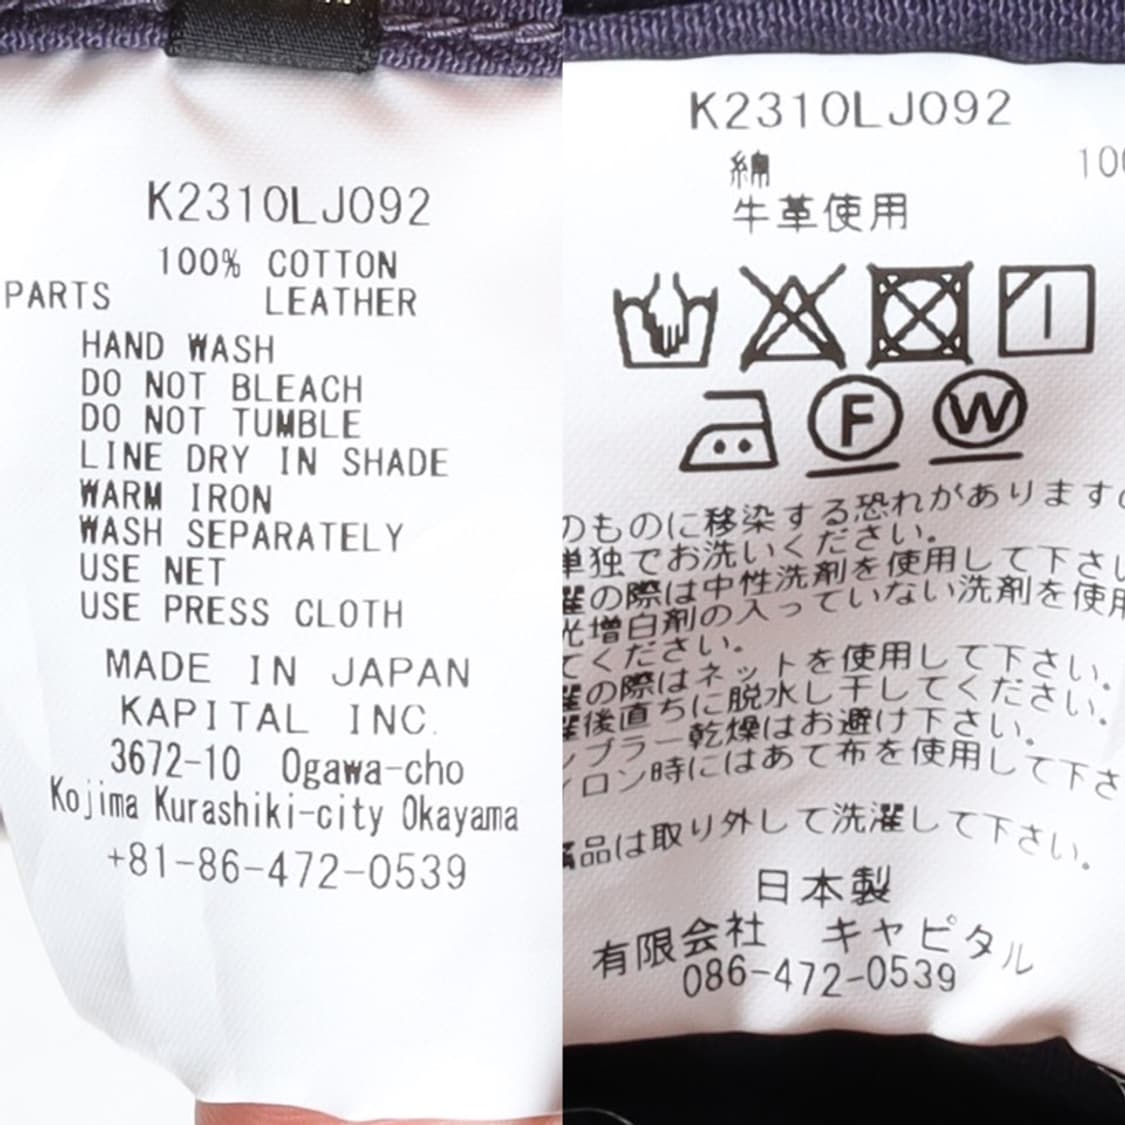 K2310LJ092
100% COTTON
PARTS LEATHER
HAND WASH
DO NOT BLEACH
DO NOT TUMBLE
LINE DRY IN SHADE
WARM IRON
WASH SEPARATELY
USE NET
USE PRESS CLOTH
MADE IN JAPAN
KAPITAL INC.
3672-10 Ogawa-cho
Kojima Kurashiki-city Okayama
+81-86-472-0539
K2310LJ092
綿
牛革使用
F W
のものに移染する恐れがあります
単独でお洗いください。
の際は中性洗剤を使用して下さい
増白剤の入っていない洗剤を使用
てください。
の際はネットを使用して下さい。
後直ちに脱水し干してください。
ブラー乾燥はお避け下さい。
ロン時にはあて布を使用して下さ
品は取り外して洗濯して下さい。
日本製
有限会社 キャピタル
086-472-0539